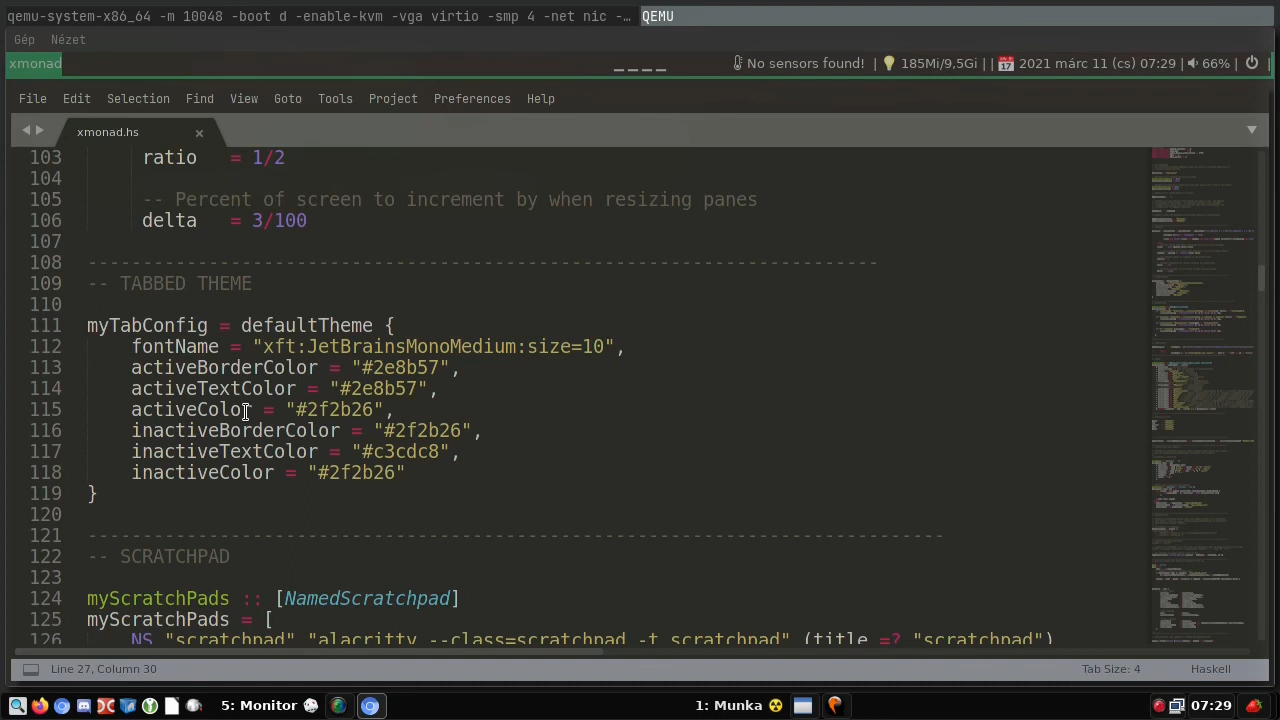 qemu-system-x86_64 -m 10048 -boot d -enable-kvm -vga virtio -smp 4 -net nic -…
QEMU
Gép Nézet
xmonad
No sensors found! | 185Mi/9,5Gi | | 2021 márc 11 (cs) 07:29 | 66% | |
File Edit Selection Find View Goto Tools Project Preferences Help
xmonad.hs ×
103 ratio = 1/2
104
105 -- Percent of screen to increment by when resizing panes
106 delta = 3/100
107
108 ------------------------------------------------------------------------
109 -- TABBED THEME
110
111 myTabConfig = defaultTheme {
112 fontName = "xft:JetBrainsMonoMedium:size=10",
113 activeBorderColor = "#2e8b57",
114 activeTextColor = "#2e8b57",
115 activeColor = "#2f2b26",
116 inactiveBorderColor = "#2f2b26",
117 inactiveTextColor = "#c3cdc8",
118 inactiveColor = "#2f2b26"
119 }
120
121 ------------------------------------------------------------------------------
122 -- SCRATCHPAD
123
124 myScratchPads :: [NamedScratchpad]
125 myScratchPads = [
126 NS "scratchpad" "alacritty --class=scratchpad -t scratchpad" (title =? "scratchpad")
Line 27, Column 30
Tab Size: 4 Haskell
5: Monitor
1: Munka
07:29